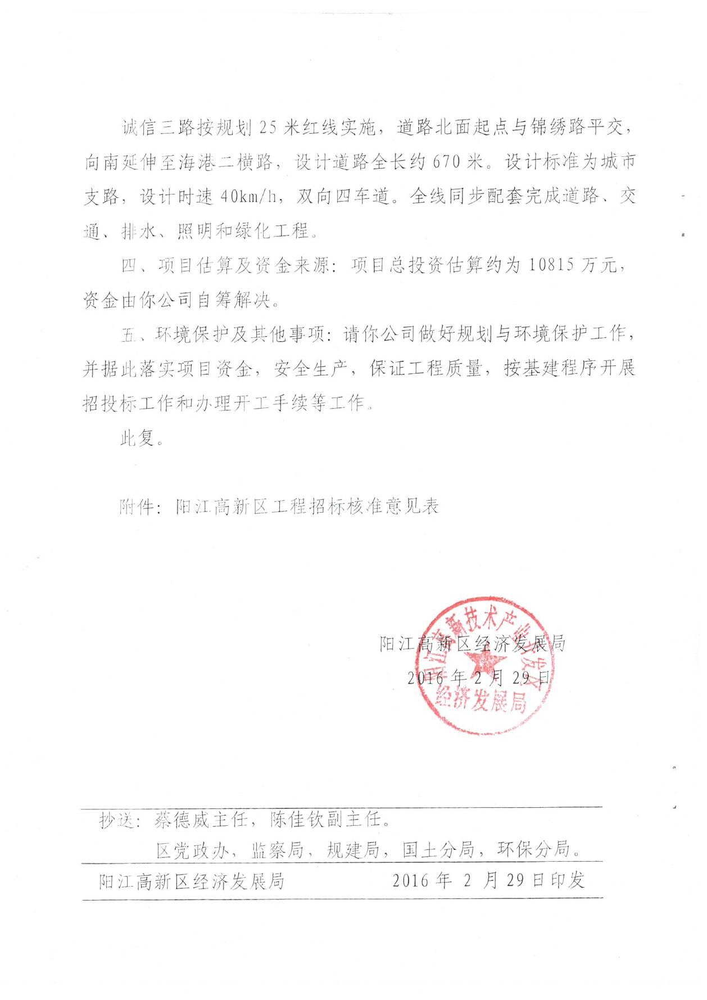 诚信三路按规划 25 米红线实施，道路北面起点与锦绣路平交，
向南延伸至海港二横路，设计道路全长约 670 米。设计标准为城市
支路，设计时速 40km/h，双向四车道。全线同步配套完成道路、交
通、排水、照明和绿化工程。
四、项目估算及资金来源：项目总投资估算约为 10815 万元，
资金由你公司自筹解决。
五、环境保护及其他事项：请你公司做好规划与环境保护工作，
并据此落实项目资金，安全生产，保证工程质量，按基建程序开展
招投标工作和办理开工手续等工作。
此复。
附件：阳江高新区工程招标核准意见表
阳江高新区经济发展局
2016 年 2 月 29 日
阳江高新技术产业开发区
经济发展局
抄送：蔡德威主任，陈佳钦副主任。
区党政办，监察局，规建局，国土分局，环保分局。
阳江高新区经济发展局 2016 年 2 月 29 日印发